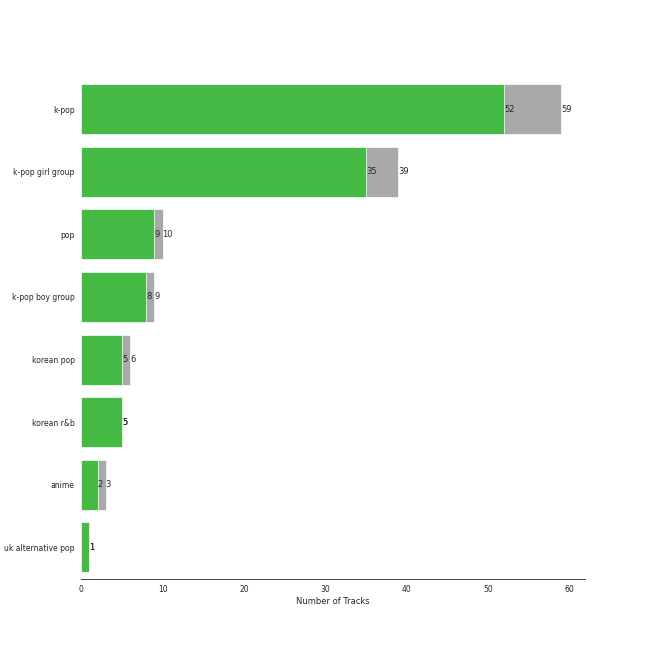 k-pop 52 59
k-pop girl group 35 39
pop 9 10
k-pop boy group 8 9
korean pop 5 6
korean r&b 5
anime 2 3
uk alternative pop 1
0 10 20 30 40 50 60
Number of Tracks